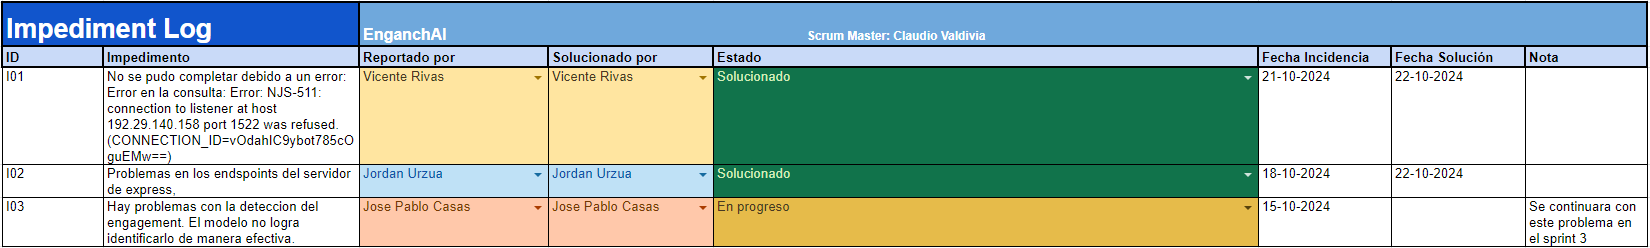 Impediment Log
EnganchAI
Scrum Master: Claudio Valdivia
ID Impedimento Reportado por Solucionado por Estado Fecha Incidencia Fecha Solución Nota
I01 No se pudo completar debido a un error: Vicente Rivas Vicente Rivas Solucionado 21-10-2024 22-10-2024
Error en la consulta: Error: NJS-511:
connection to listener at host
192.29.140.158 port 1522 was refused.
(CONNECTION_ID=vOdahIC9ybot785cO
guEMw==)
I02 Problemas en los endspoints del servidor Jordan Urzua Jordan Urzua Solucionado 18-10-2024 22-10-2024
de express,
I03 Hay problemas con la deteccion del Jose Pablo Casas Jose Pablo Casas En progreso 15-10-2024 Se continuara con
engagement. El modelo no logra este problema en
identificarlo de manera efectiva. el sprint 3